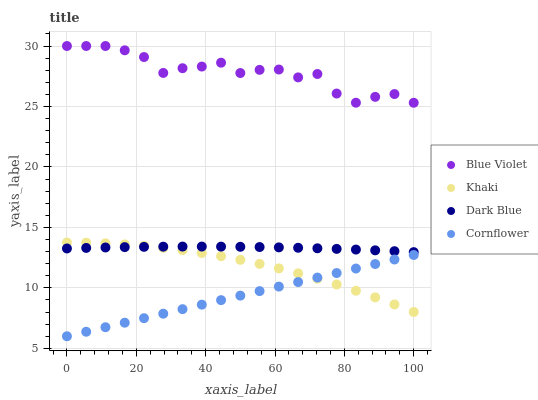 title
30
25
20
15
10
5
0
20
40
60
80
100
yaxis_label
xaxis_label
Blue Violet
Khaki
Dark Blue
Cornflower